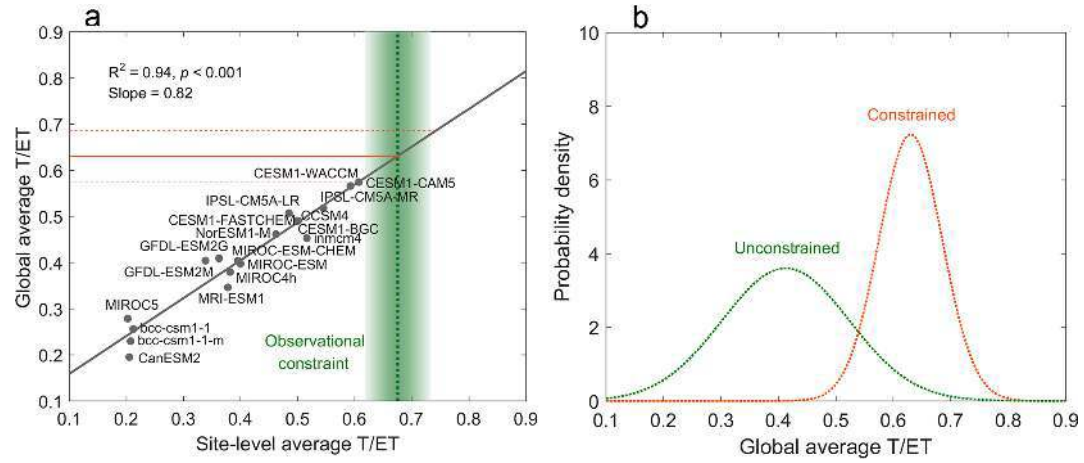 a
R² = 0.94, p < 0.001
Slope = 0.82
Global average T/ET
0.9
0.8
0.7
0.6
0.5
0.4
0.3
0.2
0.1
CESM1-WACCM
CESM1-CAM5
IPSL-CM5A-LR
IPSL-CM5A-MR
CESM1-FASTCHEM
CCSM4
NorESM1-M
CESM1-BGC
inmcm4
GFDL-ESM2G
MIROC-ESM-CHEM
GFDL-ESM2M
MIROC-ESM
MIROC4h
MRI-ESM1
MIROC5
bcc-csm1-1
bcc-csm1-1-m
CanESM2
Observational
constraint
0.1 0.2 0.3 0.4 0.5 0.6 0.7 0.8 0.9
Site-level average T/ET
b
Probability density
10
8
6
4
2
0
Constrained
Unconstrained
0.1 0.2 0.3 0.4 0.5 0.6 0.7 0.8 0.9
Global average T/ET